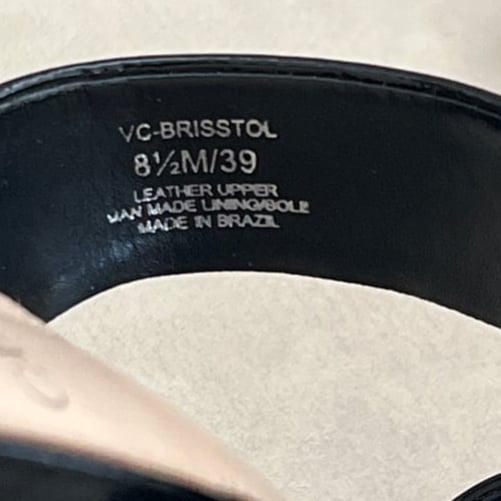 VC-BRISSTOL
8½M/39
LEATHER UPPER
MAN MADE LINING/SOLE
MADE IN BRAZIL